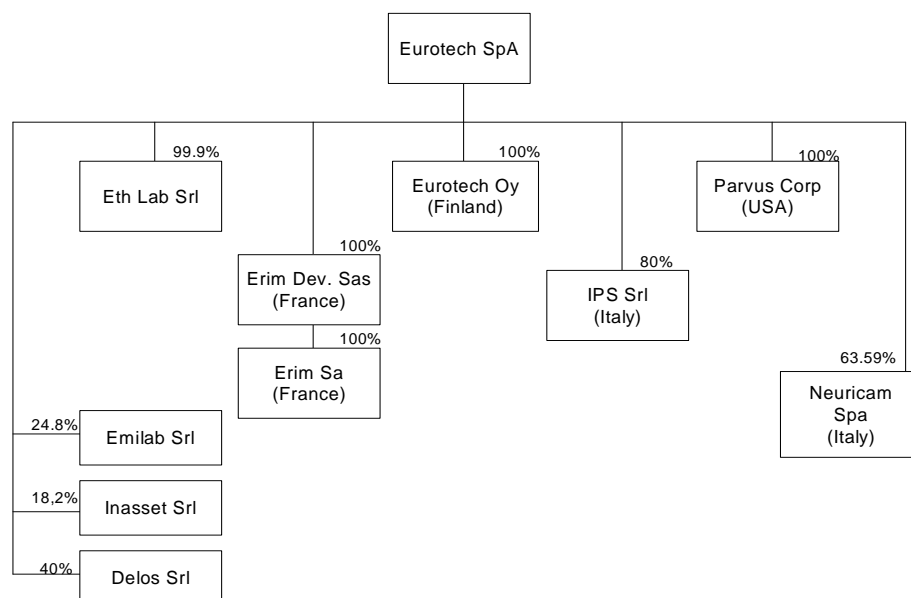 Eurotech SpA
99.9%
Eth Lab Srl
100%
Eurotech Oy
(Finland)
100%
Parvus Corp
(USA)
100%
Erim Dev. Sas
(France)
80%
IPS Srl
(Italy)
100%
Erim Sa
(France)
63.59%
Neuricam
Spa
(Italy)
24.8%
Emilab Srl
18,2%
Inasset Srl
40%
Delos Srl